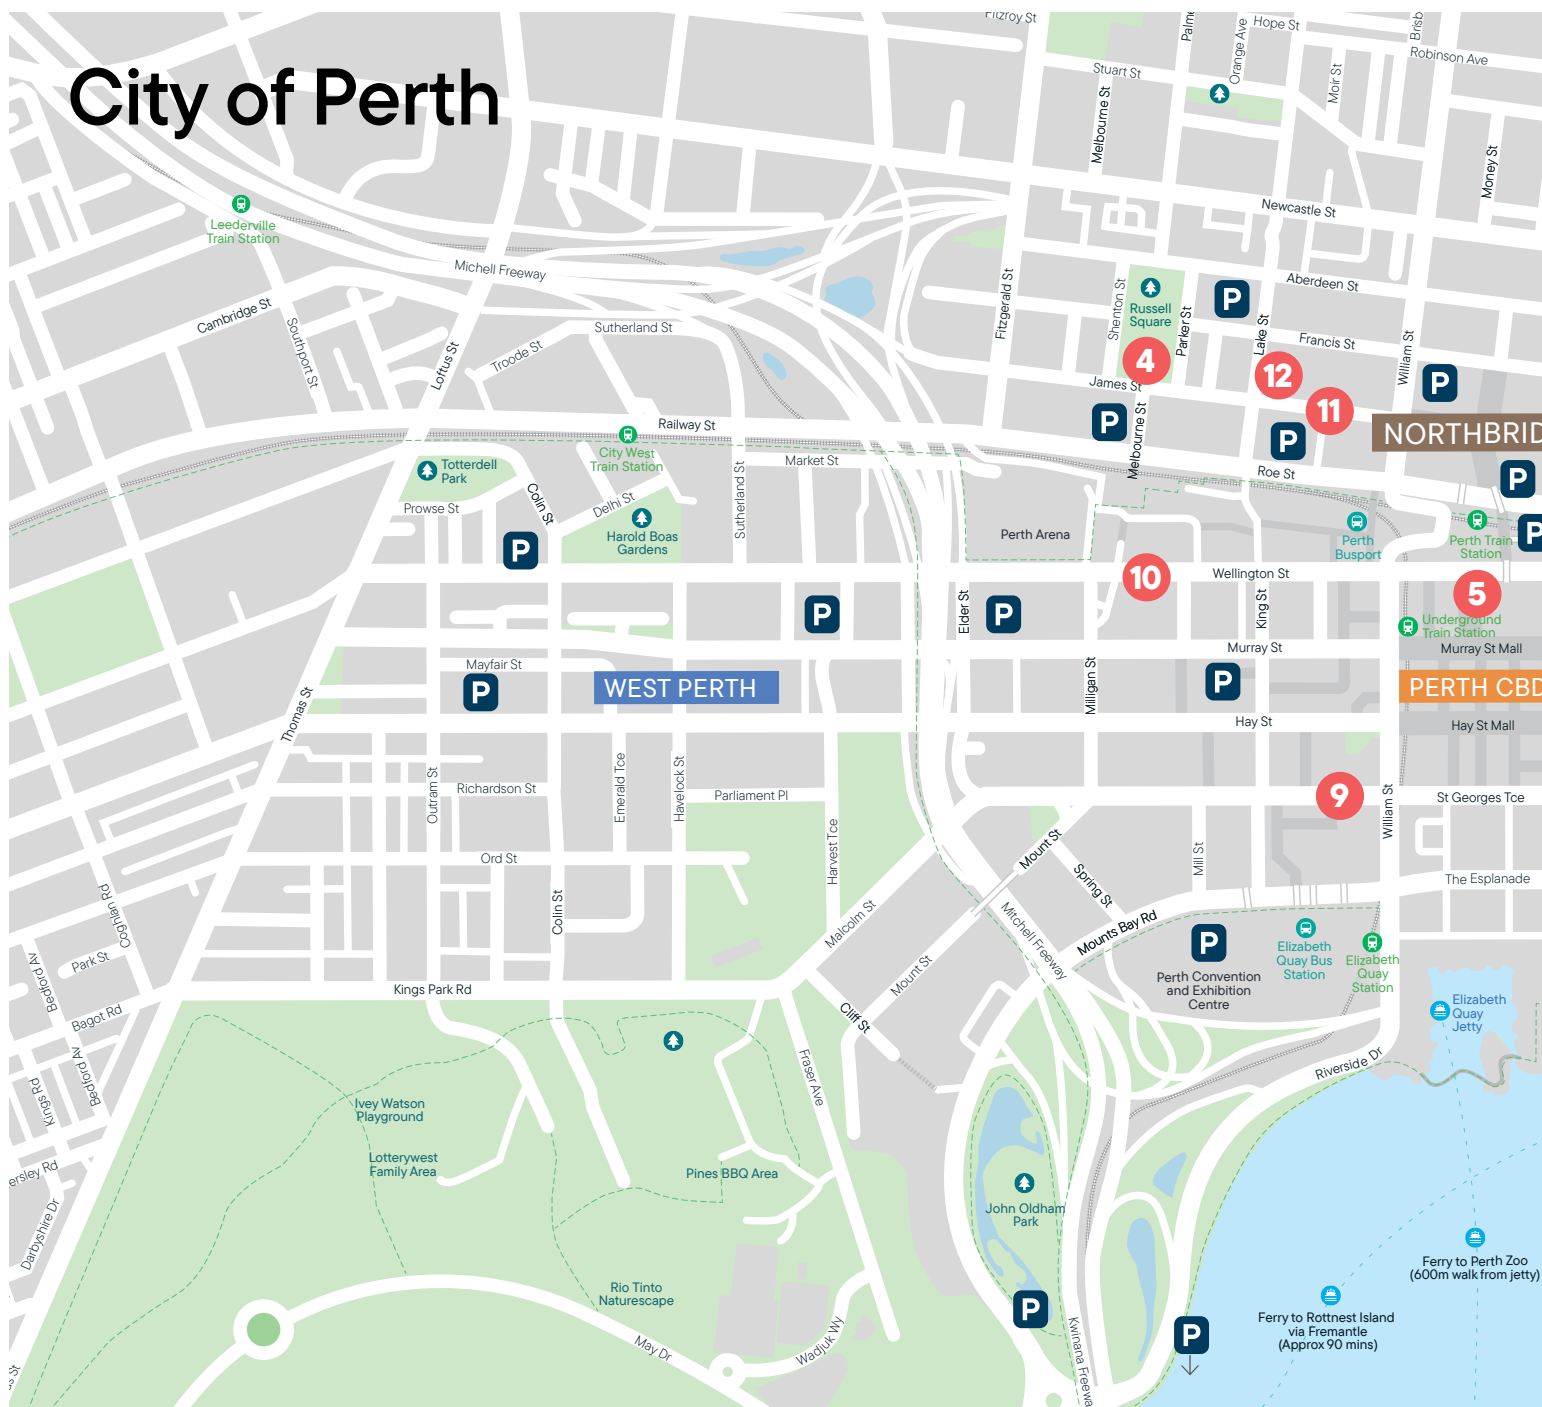 City of Perth
Fitzroy St
Hope St
Robinson Ave
Stuart St
Orange Ave
Moir St
Melbourne St
Money St
Newcastle St
Leederville
Train Station
Michell Freeway
Cambridge St
Southport St
Loftus St
Troode St
Sutherland St
Fitzgerald St
Shenton St
Russell
Square
Parker St
Aberdeen St
P
Lake St
Francis St
William St
4
12
11
P
James St
P
Melbourne St
P
Roe St
P
Railway St
City West
Train Station
Market St
Sutherland St
Totterdell
Park
Prowse St
Colin St
Delhi St
Harold Boas
Gardens
P
Perth Arena
Perth
Busport
Perth Train
Station
P
10
Wellington St
5
P
Elder St
P
King St
Underground
Train Station
Murray St
Murray St Mall
Mayfair St
P
WEST PERTH
Milligan St
P
PERTH CBD
Thomas St
Hay St
Hay St Mall
Outram St
Richardson St
Emerald Tce
Havelock St
Parliament Pl
9
William St
St Georges Tce
Ord St
Harvest Tce
Mount St
Mill St
Spring St
The Esplanade
Coghlan Rd
Colin St
Malcolm St
Mitchell Freeway
Mounts Bay Rd
P
Perth Convention
and Exhibition
Centre
Elizabeth
Quay Bus
Station
Elizabeth
Quay
Station
Park St
Bedford Av
Bagot Rd
Kings Park Rd
Mount St
Cliff St
Elizabeth
Quay
Jetty
Riverside Dr
Bedford Av
Kings Rd
Fraser Ave
Ivey Watson
Playground
Lotterywest
Family Area
Pines BBQ Area
John Oldham
Park
Darbyshire Dr
Rio Tinto
Naturescape
Ferry to Perth Zoo
(600m walk from jetty)
Ferry to Rottnest Island
via Fremantle
(Approx 90 mins)
P
P
May Dr
Wadjuk Wy